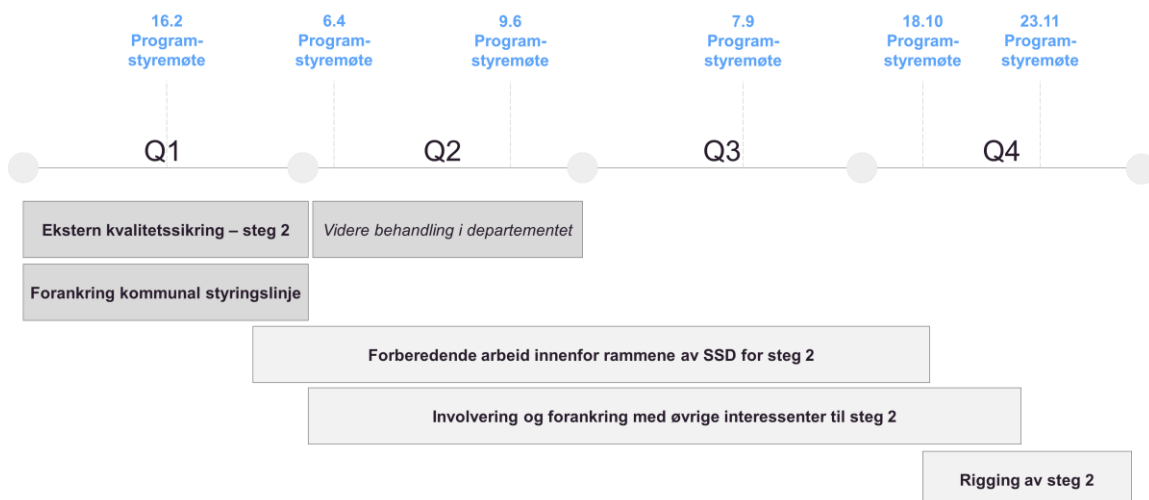 16.2
Program-
styremøte
6.4
Program-
styremøte
9.6
Program-
styremøte
7.9
Program-
styremøte
18.10
Program-
styremøte
23.11
Program-
styremøte
Q1
Q2
Q3
Q4
Ekstern kvalitetssikring – steg 2
Videre behandling i departementet
Forankring kommunal styringslinje
Forberedende arbeid innenfor rammene av SSD for steg 2
Involvering og forankring med øvrige interessenter til steg 2
Rigging av steg 2